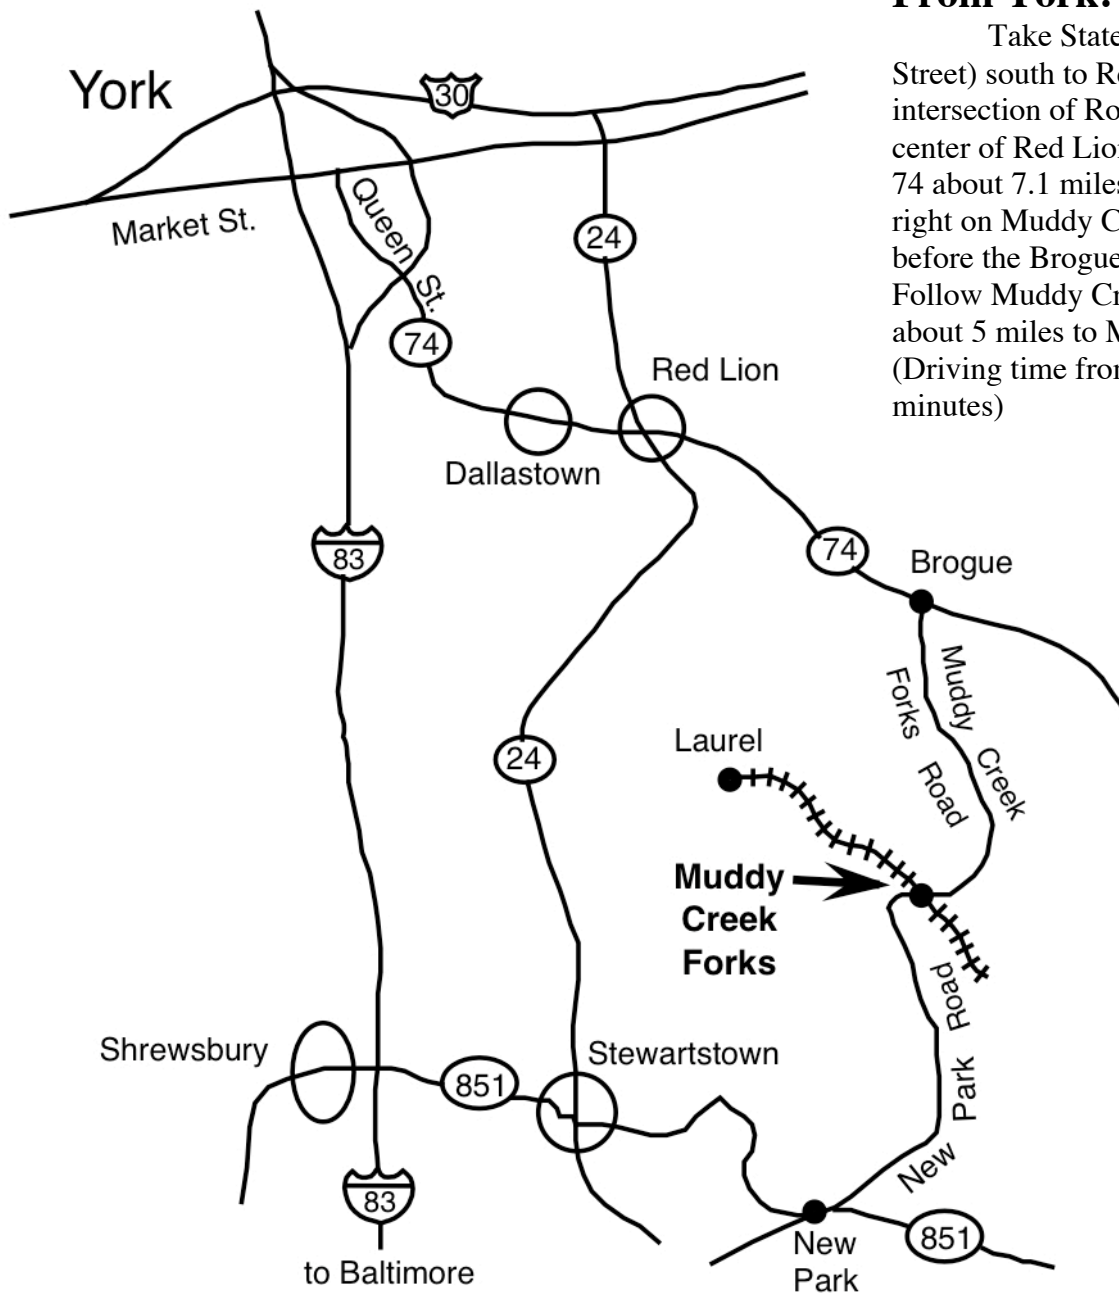 From York:
Take State
Street) south to R
intersection of Ro
center of Red Lion
74 about 7.1 miles
right on Muddy C
before the Brogue
Follow Muddy Cr
about 5 miles to M
(Driving time from
minutes)
York
30
Market St.
Queen St.
24
74
Red Lion
Dallastown
83
74
Brogue
Muddy Creek
Forks Road
Laurel
24
Muddy
Creek
Forks
New Park Road
Shrewsbury
851
Stewartstown
83
to Baltimore
New
Park
851